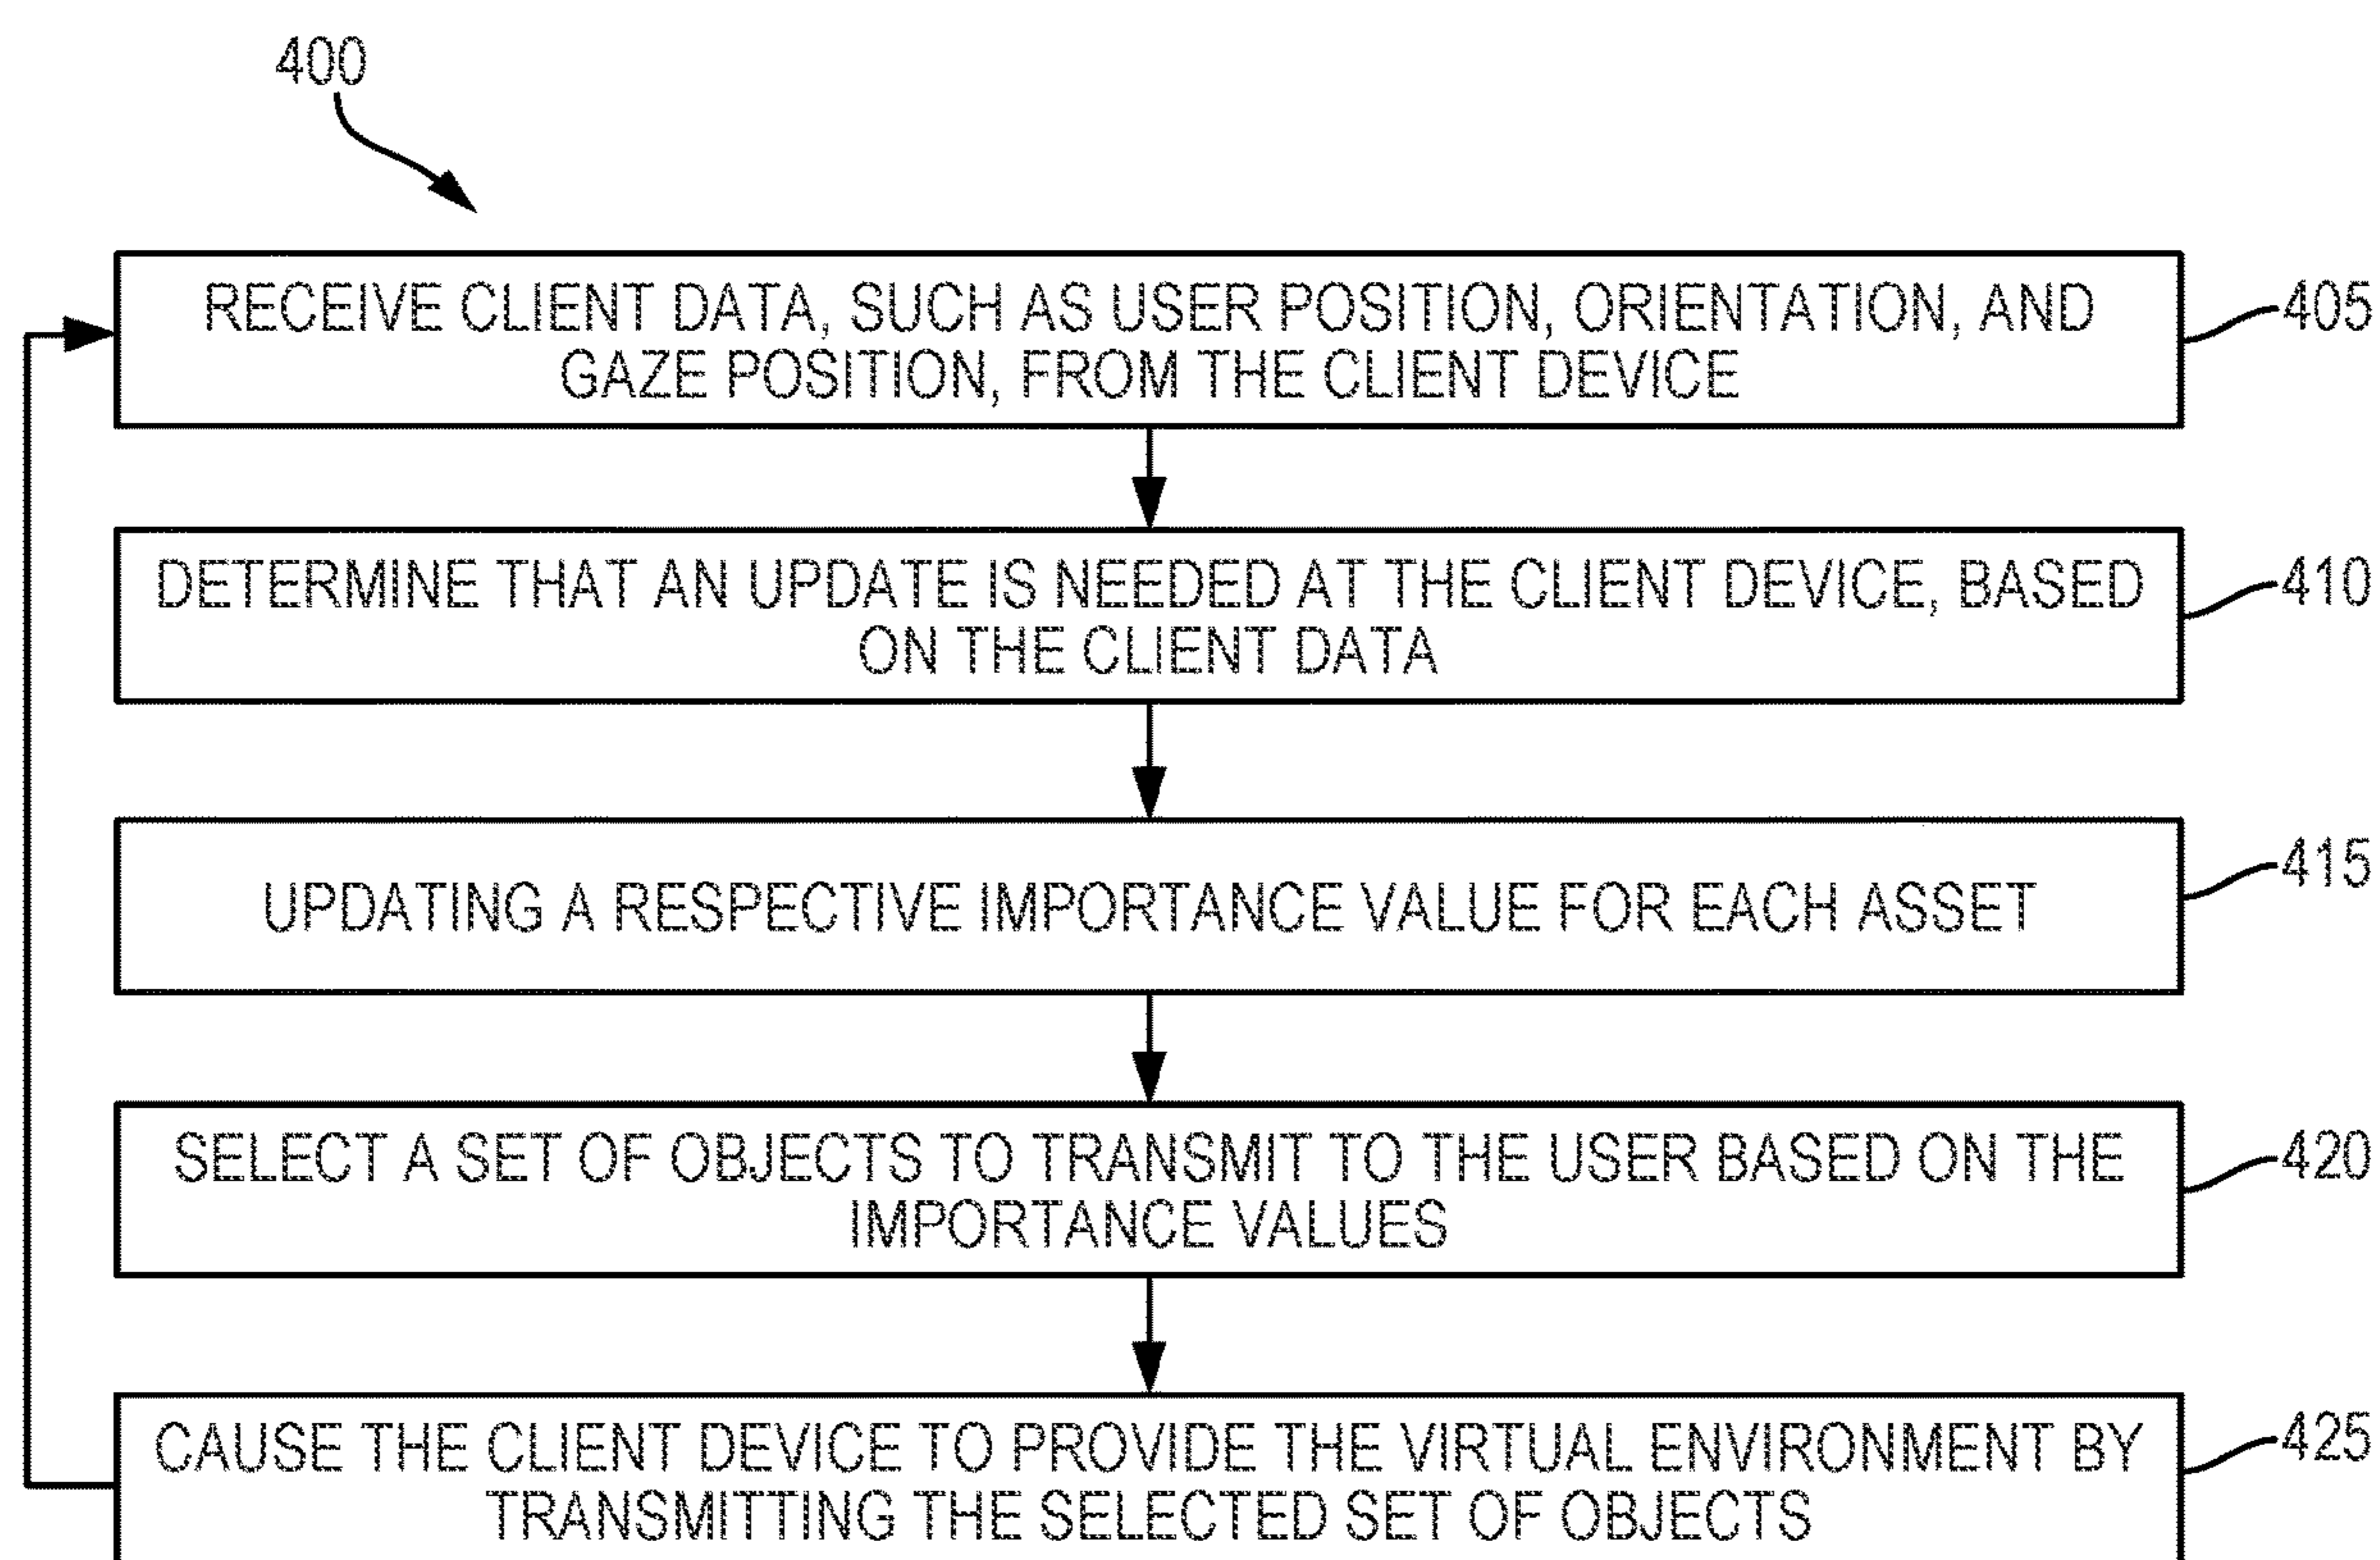 400
RECEIVE CLIENT DATA, SUCH AS USER POSITION, ORIENTATION, AND
GAZE POSITION, FROM THE CLIENT DEVICE
405
DETERMINE THAT AN UPDATE IS NEEDED AT THE CLIENT DEVICE, BASED
ON THE CLIENT DATA
410
UPDATING A RESPECTIVE IMPORTANCE VALUE FOR EACH ASSET
415
SELECT A SET OF OBJECTS TO TRANSMIT TO THE USER BASED ON THE
IMPORTANCE VALUES
420
CAUSE THE CLIENT DEVICE TO PROVIDE THE VIRTUAL ENVIRONMENT BY
TRANSMITTING THE SELECTED SET OF OBJECTS
425